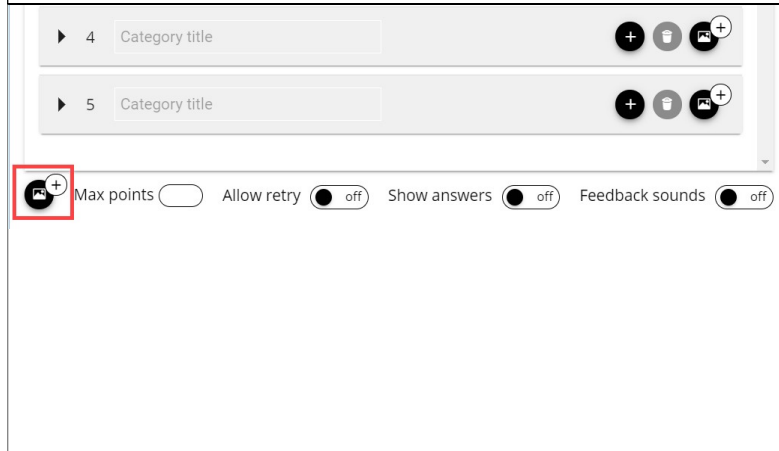 4 Category title
5 Category title
Max points Allow retry off Show answers off Feedback sounds off